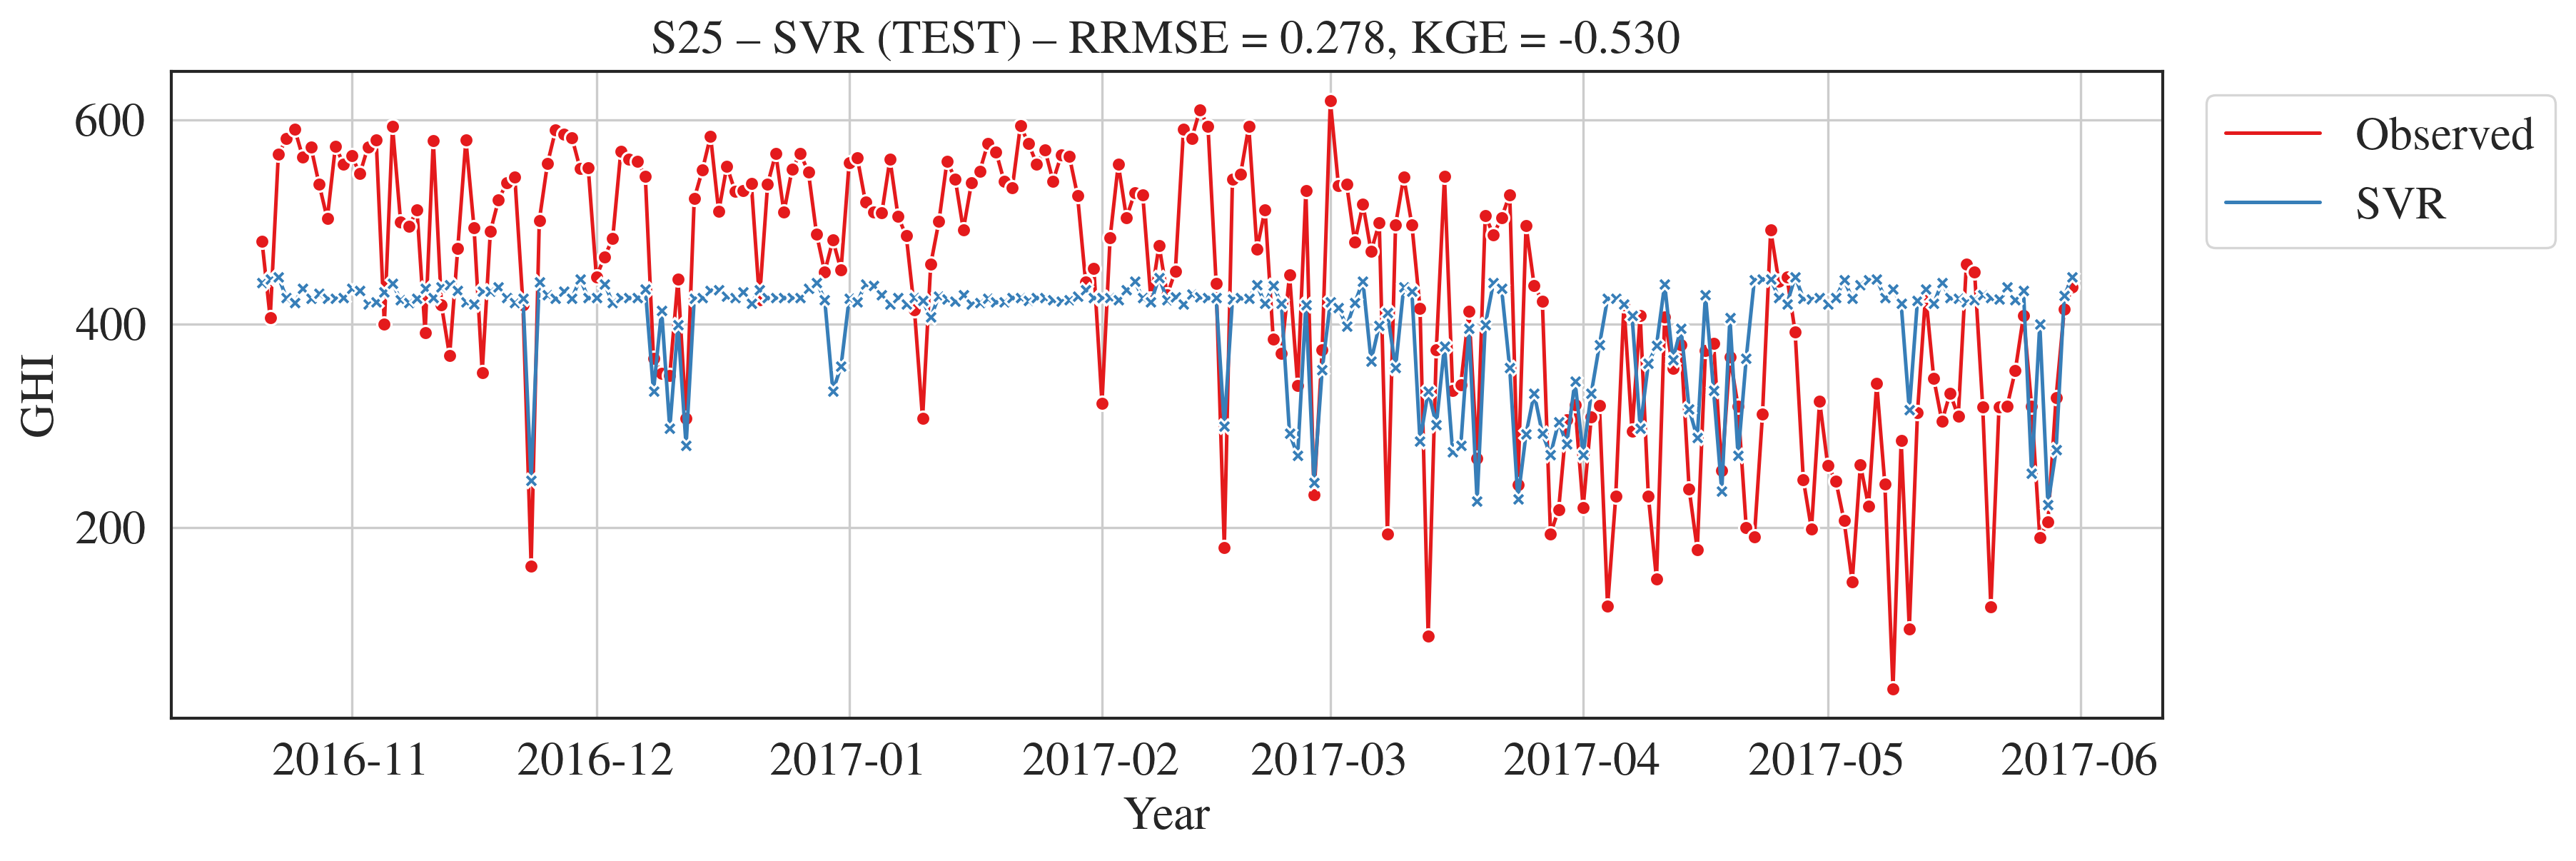 S25 – SVR (TEST) – RRMSE = 0.278, KGE = -0.530
600
400
200
GHI
2016-11
2016-12
2017-01
2017-02
2017-03
2017-04
2017-05
2017-06
Year
Observed
SVR